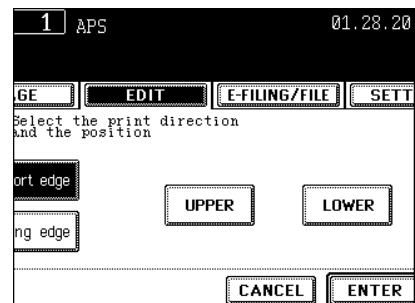 1 APS 01.28.20
.GE EDIT E-FILING/FILE SETT
Select the print direction
and the position
ort edge
UPPER LOWER
ng edge
CANCEL ENTER